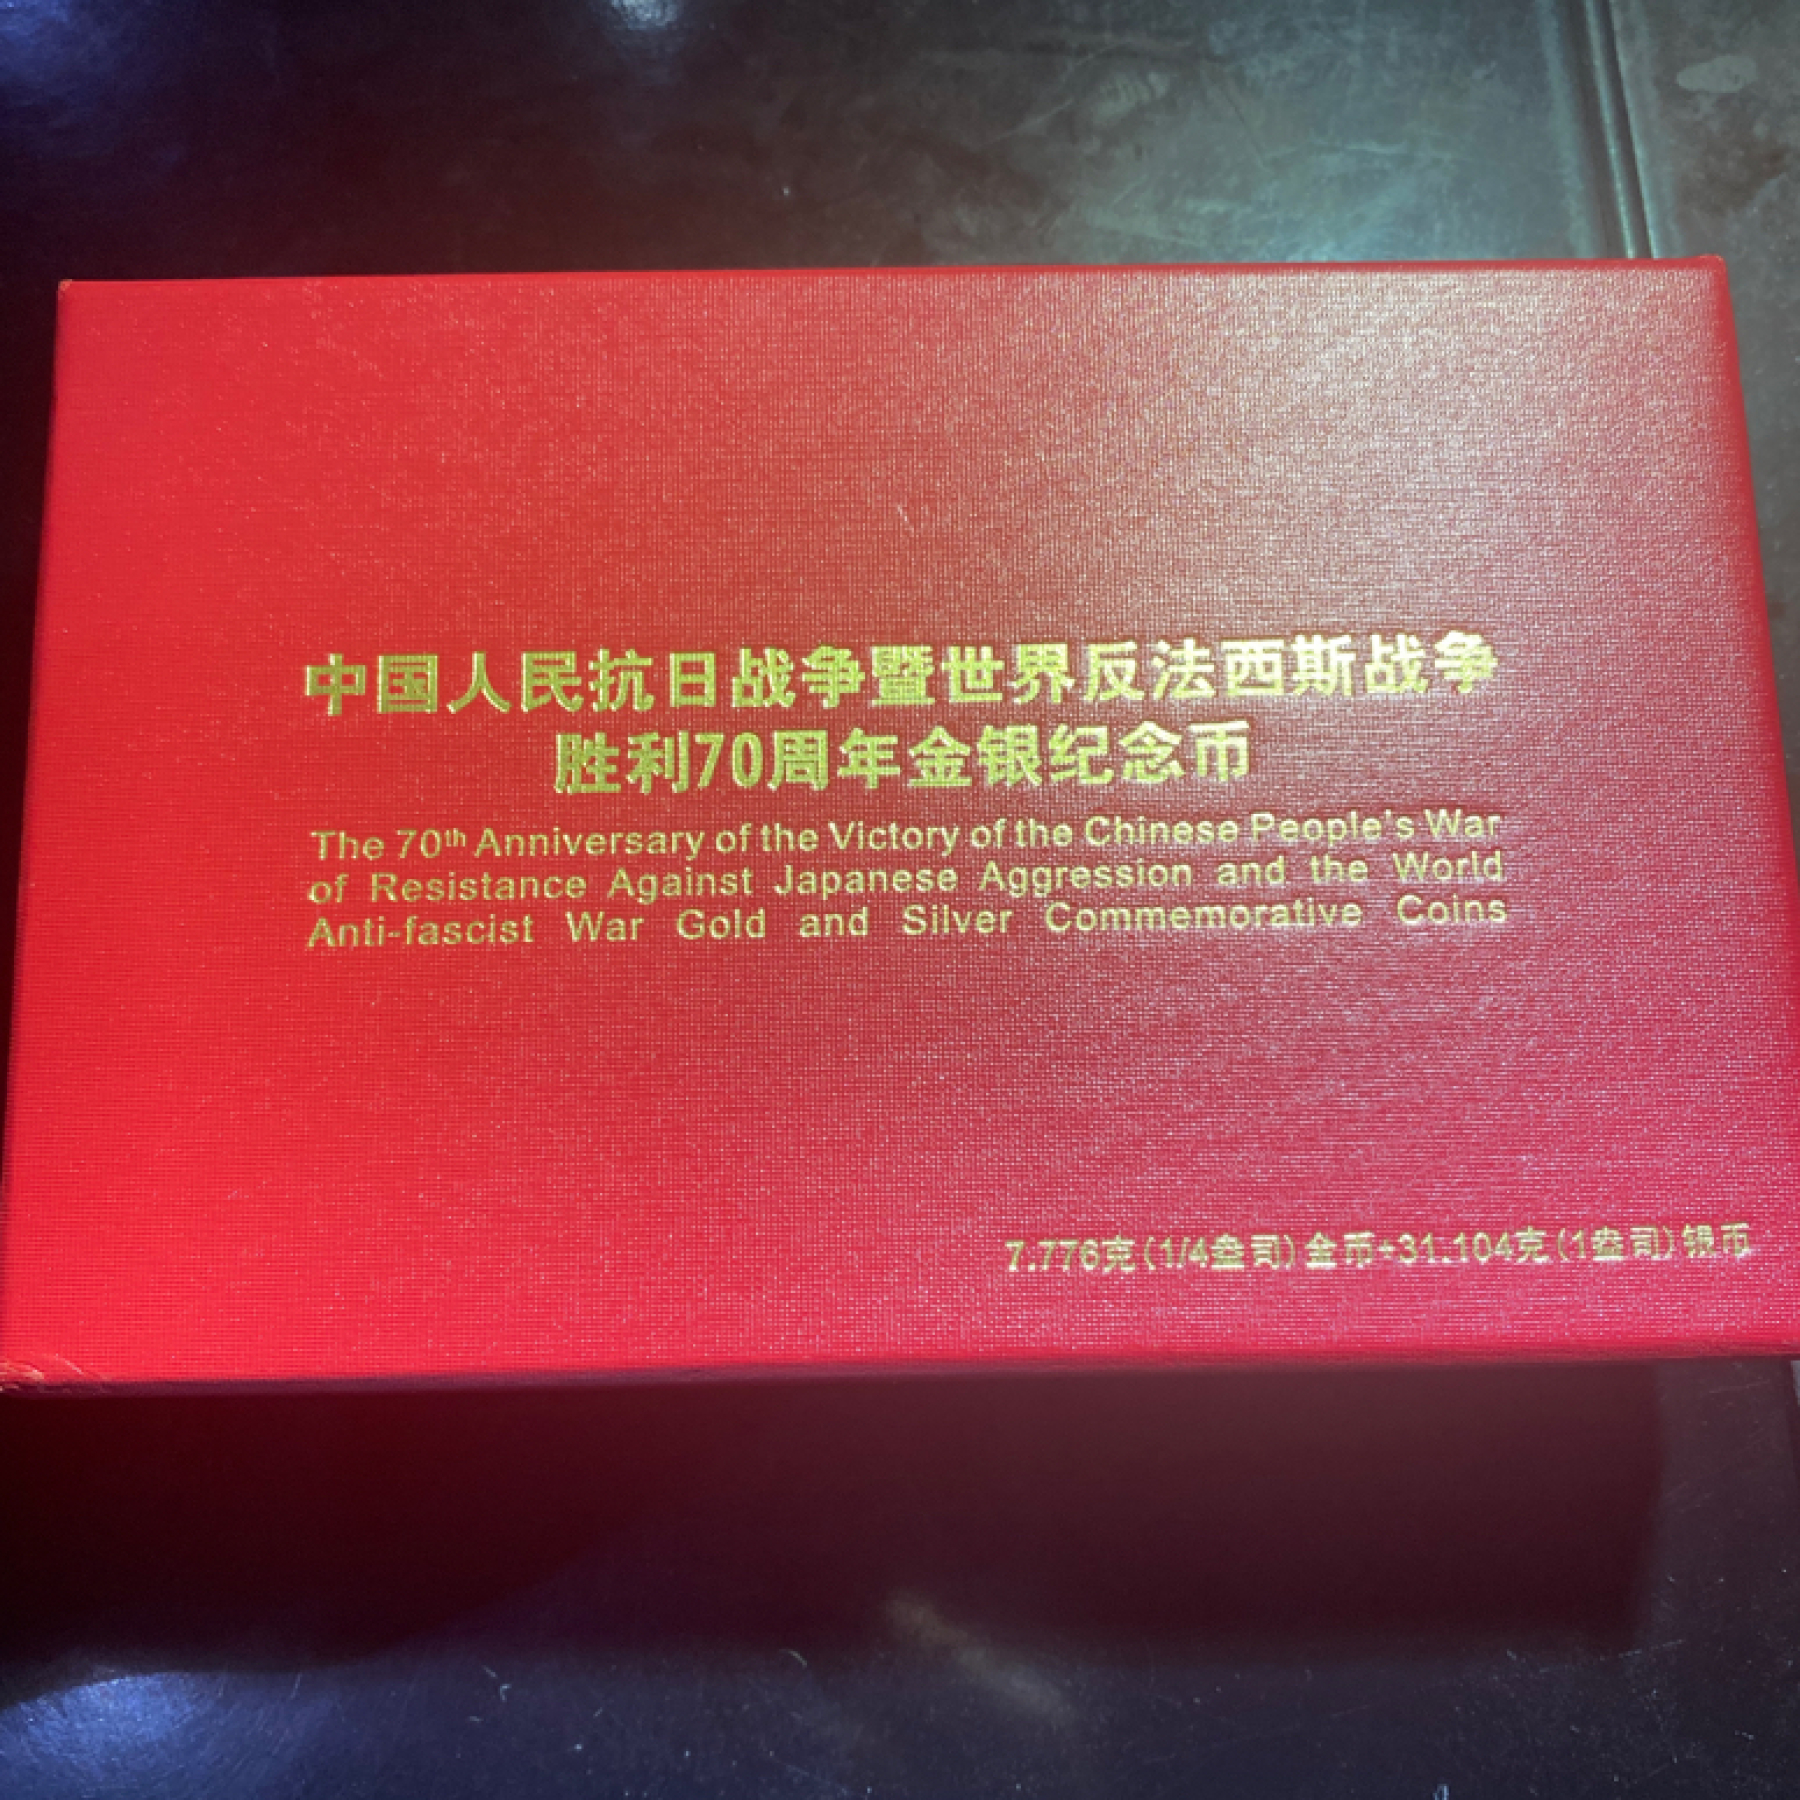 中国人民抗日战争暨世界反法西斯战争
胜利70周年金银纪念币
The 70th Anniversary of the Victory of the Chinese People's War
of Resistance Against Japanese Aggression and the World
Anti-fascist War Gold and Silver Commemorative Coins
7.776克(1/4盎司)金币+31.104克(1盎司)银币